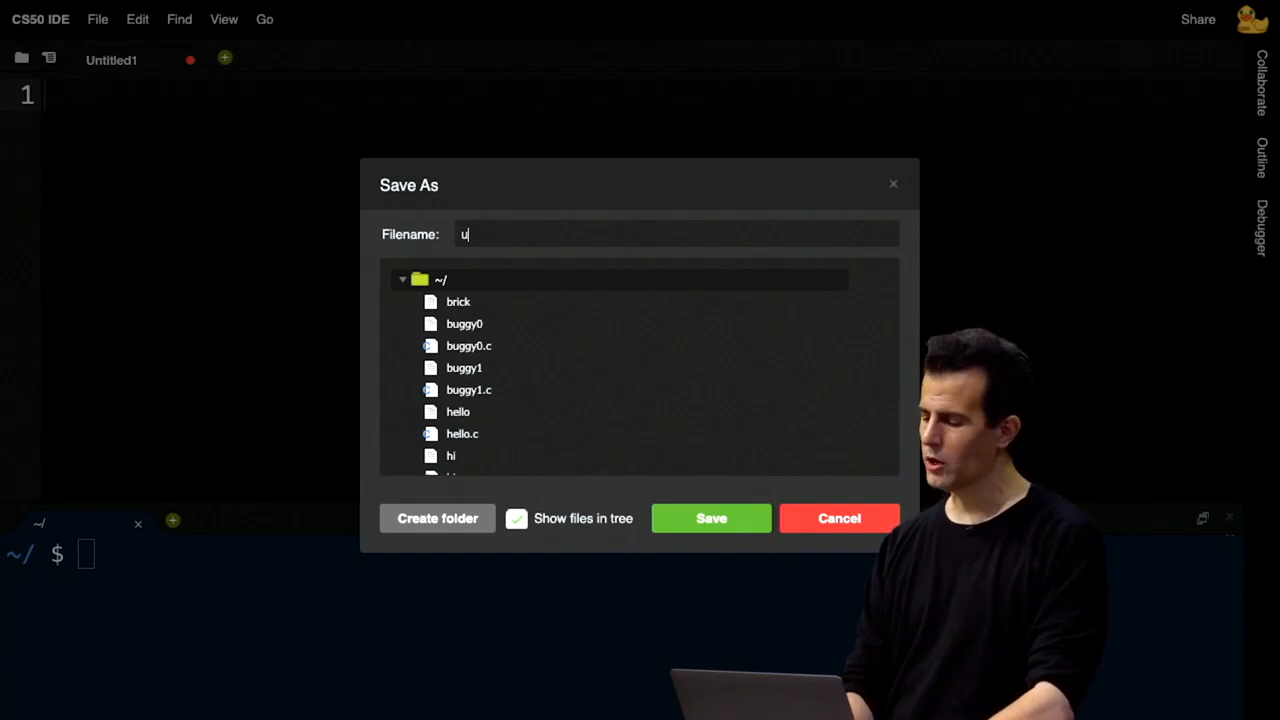 CS50 IDE File Edit Find View Go Share
Untitled1
1
Collaborate
Outline
Debugger
Save As
Filename: u
~/
brick
buggy0
buggy0.c
buggy1
buggy1.c
hello
hello.c
hi
Create folder Show files in tree Save Cancel
~/
~/ $